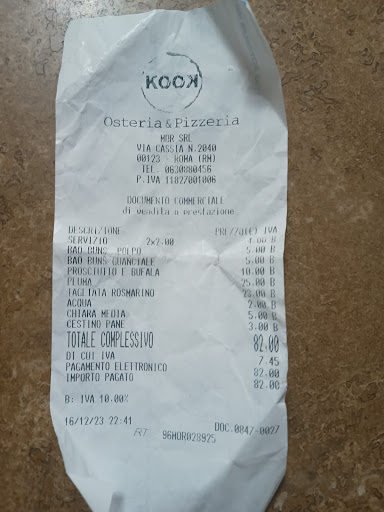 KOOK
Osteria & Pizzeria
MOR SRL
VIA CASSIA N.2040
00123 - ROMA (RM)
TEL. 0630880456
P.IVA 11827001006
DOCUMENTO COMMERCIALE
di vendita o prestazione
DESCRIZIONE PREZZO(€) IVA
SERVIZIO 2x2.00 4.00 B
BAO BUNS POLPO 5.00 B
BAO BUNS GUANCIALE 5.00 B
PROSCIUTTO E BUFALA 10.00 B
PLUMA 25.00 B
TAGLIATA ROSMARINO 23.00 B
ACQUA 2.00 B
CHIARA MEDIA 5.00 B
CESTINO PANE 3.00 B
TOTALE COMPLESSIVO 82.00
DI CUI IVA 7.45
PAGAMENTO ELETTRONICO 82.00
IMPORTO PAGATO 82.00
B: IVA 10.00%
16/12/23 22:41 DOC.0847-0027
RT 96MOR028925